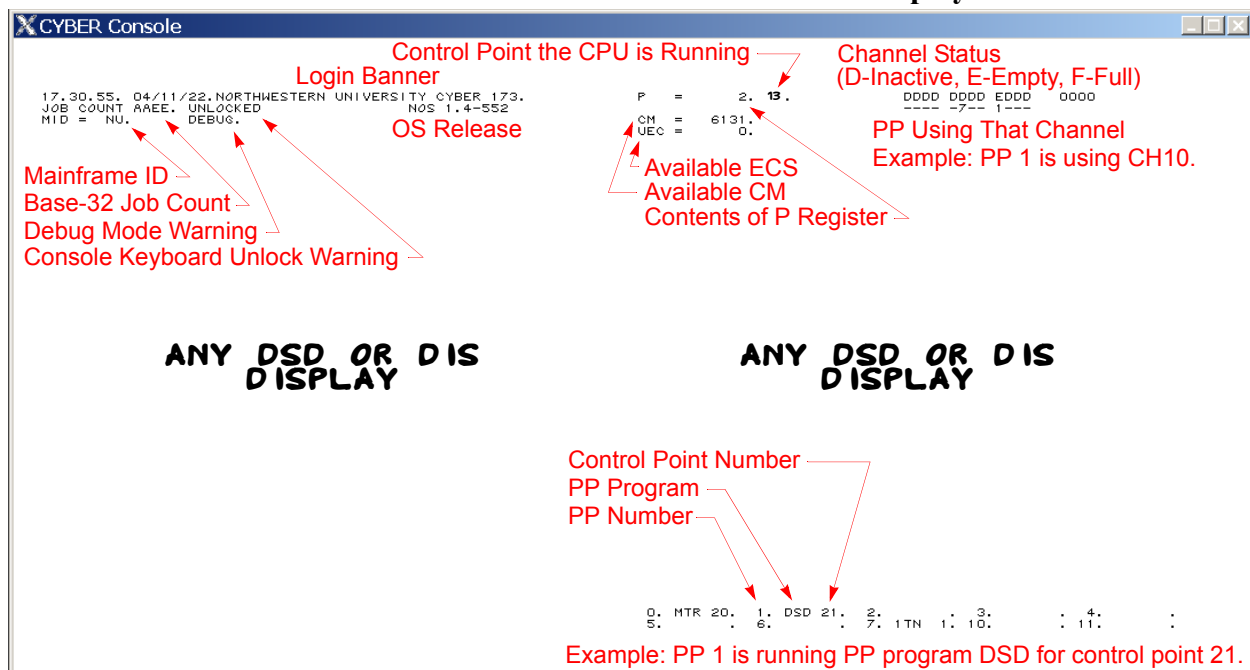 CYBER Console
Control Point the CPU is Running
Channel Status
(D-Inactive, E-Empty, F-Full)
Login Banner
17.30.55. 04/11/22.NORTHWESTERN UNIVERSITY CYBER 173.
JOB COUNT AAEE. UNLOCKED NOS 1.4-552
MID = NU. DEBUG.
OS Release
P = 2. 13.
CM = 6131.
UEC = 0.
DDDD DDDD EDDD 0000
---- -7-- 1---
PP Using That Channel
Example: PP 1 is using CH10.
Mainframe ID
Base-32 Job Count
Debug Mode Warning
Console Keyboard Unlock Warning
Available ECS
Available CM
Contents of P Register
ANY DSD OR DIS
DISPLAY
ANY DSD OR DIS
DISPLAY
Control Point Number
PP Program
PP Number
0. MTR 20. 1. DSD 21. 2. . 3. . 4. .
5. . 6. . 7. 1TN 1. 10. . 11. .
Example: PP 1 is running PP program DSD for control point 21.